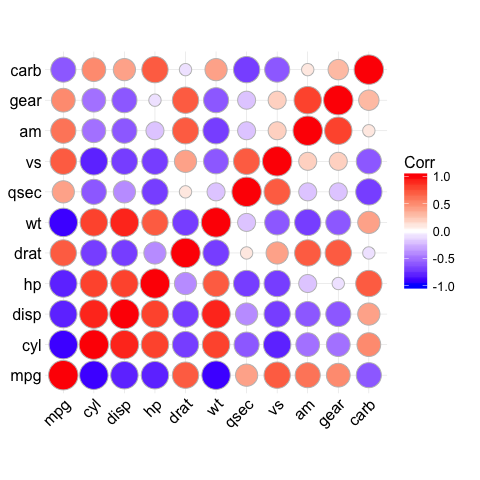 carb
gear
am
vs
qsec
wt
drat
hp
disp
cyl
mpg
mpg cyl disp hp drat wt qsec vs am gear carb
Corr
1.0
0.5
0.0
-0.5
-1.0